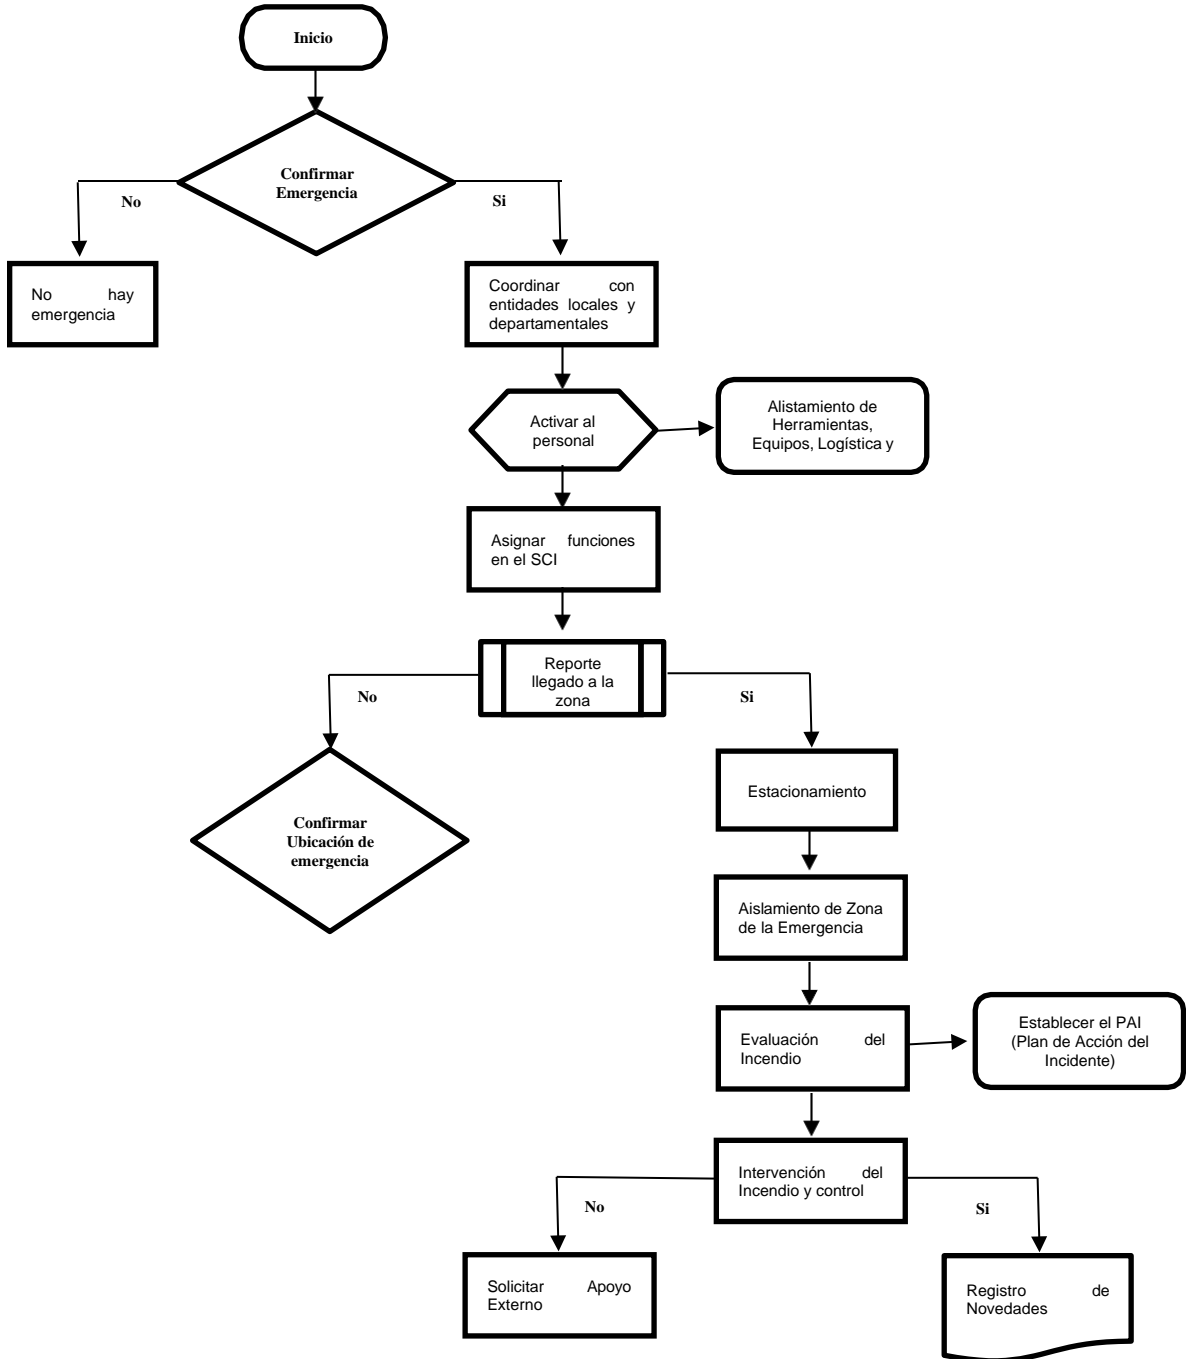 Inicio
Confirmar
Emergencia
No
Si
No hay
emergencia
Coordinar con
entidades locales y
departamentales
Activar al
personal
Alistamiento de
Herramientas,
Equipos, Logística y
Asignar funciones
en el SCI
Reporte
llegado a la
zona
No
Si
Confirmar
Ubicación de
emergencia
Estacionamiento
Aislamiento de Zona
de la Emergencia
Evaluación del
Incendio
Establecer el PAI
(Plan de Acción del
Incidente)
Intervención del
Incendio y control
No
Si
Solicitar Apoyo
Externo
Registro de
Novedades